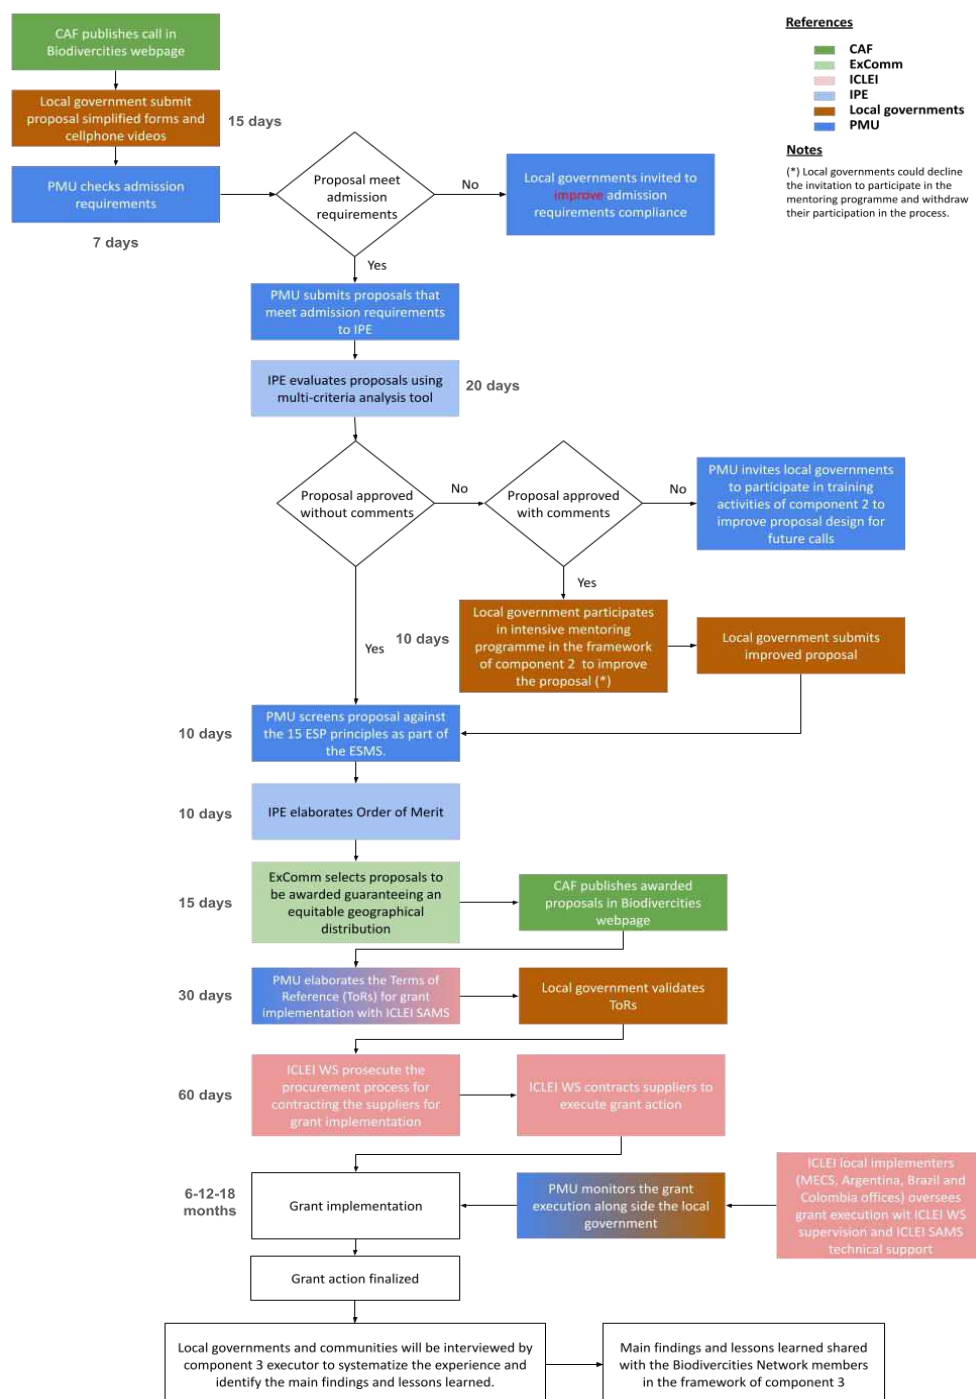 CAF publishes call in
Biodivercities webpage
Local government submit
proposal simplified forms and
cellphone videos
15 days
PMU checks admission
requirements
7 days
Proposal meet
admission
requirements
No
Local governments invited to
improve admission
requirements compliance
References
CAF
ExComm
ICLEI
IPE
Local governments
PMU
Notes
(*) Local governments could decline
the invitation to participate in the
mentoring programme and withdraw
their participation in the process.
Yes
PMU submits proposals that
meet admission requirements
to IPE
IPE evaluates proposals using
multi-criteria analysis tool
20 days
Proposal approved
without comments
No
Proposal approved
with comments
No
PMU invites local governments
to participate in training
activities of component 2 to
improve proposal design for
future calls
Yes
Yes
10 days
Local government participates
in intensive mentoring
programme in the framework
of component 2 to improve
the proposal (*)
Local government submits
improved proposal
10 days
PMU screens proposal against
the 15 ESP principles as part
of the ESMS.
10 days
IPE elaborates Order of Merit
15 days
ExComm selects proposals to
be awarded guaranteeing an
equitable geographical
distribution
CAF publishes awarded
proposals in Biodivercities
webpage
30 days
PMU elaborates the Terms of
Reference (ToRs) for grant
implementation with ICLEI SAMS
Local government validates
ToRs
60 days
ICLEI WS prosecute the
procurement process for
contracting the suppliers for
grant implementation
ICLEI WS contracts suppliers to
execute grant action
6-12-18
months
Grant implementation
PMU monitors the grant
execution along side the local
government
ICLEI local implementers
(MECS, Argentina, Brazil and
Colombia offices) oversees
grant execution wit ICLEI WS
supervision and ICLEI SAMS
technical support
Grant action finalized
Local governments and communities will be interviewed by
component 3 executor to systematize the experience and
identify the main findings and lessons learned.
Main findings and lessons learned shared
with the Biodivercities Network members
in the framework of component 3